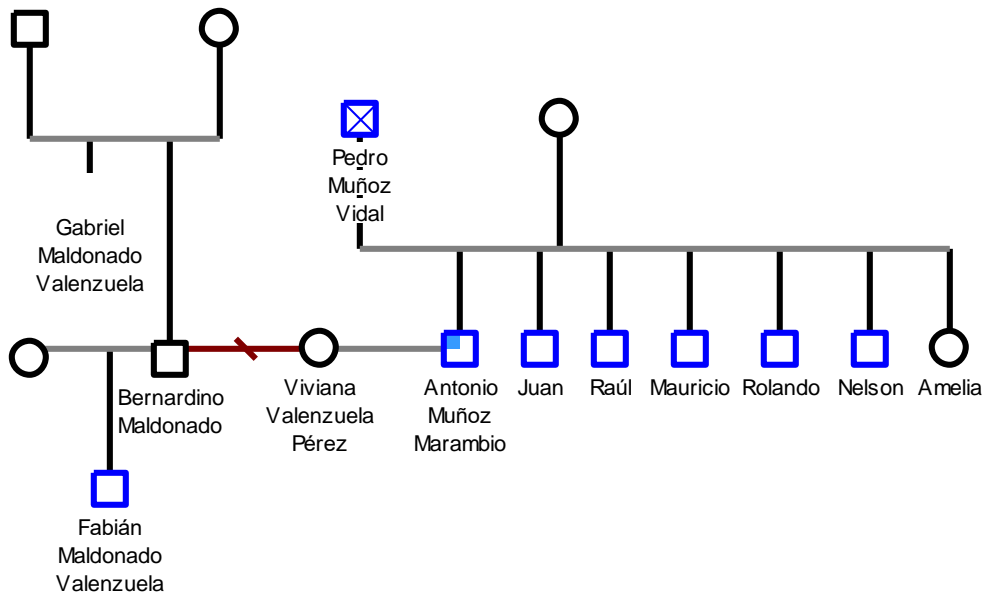 Pedro
Muñoz
Vidal
Gabriel
Maldonado
Valenzuela
Bernardino
Maldonado
Viviana
Valenzuela
Pérez
Antonio
Muñoz
Marambio
Juan
Raúl
Mauricio
Rolando
Nelson
Amelia
Fabián
Maldonado
Valenzuela